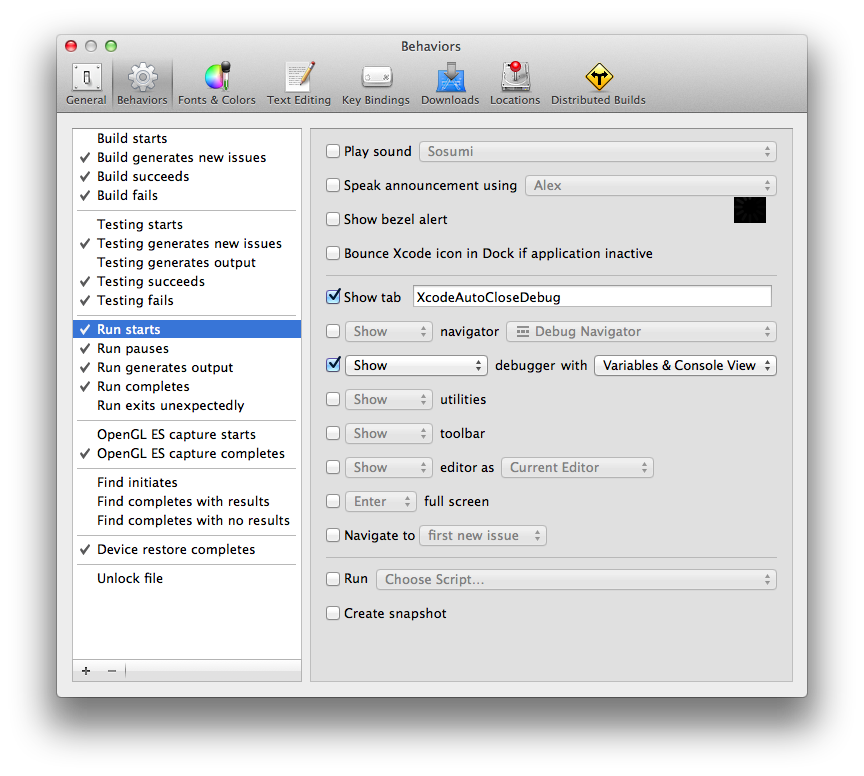 Behaviors
General Behaviors Fonts & Colors Text Editing Key Bindings Downloads Locations Distributed Builds
Build starts
Build generates new issues
Build succeeds
Build fails
Testing starts
Testing generates new issues
Testing generates output
Testing succeeds
Testing fails
Run starts
Run pauses
Run generates output
Run completes
Run exits unexpectedly
OpenGL ES capture starts
OpenGL ES capture completes
Find initiates
Find completes with results
Find completes with no results
Device restore completes
Unlock file
Play sound Sosumi
Speak announcement using Alex
Show bezel alert
Bounce Xcode icon in Dock if application inactive
Show tab XcodeAutoCloseDebug
Show navigator Debug Navigator
Show debugger with Variables & Console View
Show utilities
Show toolbar
Show editor as Current Editor
Enter full screen
Navigate to first new issue
Run Choose Script...
Create snapshot